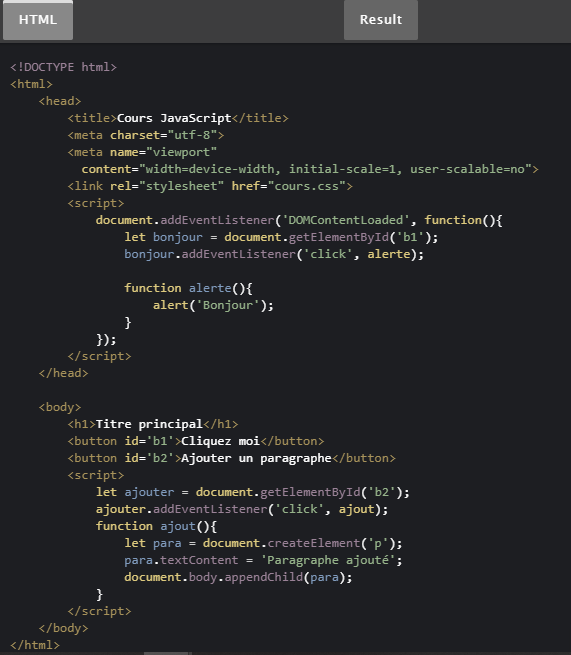 HTML Result
<!DOCTYPE html>
<html>
    <head>
        <title>Cours JavaScript</title>
        <meta charset="utf-8">
        <meta name="viewport"
          content="width=device-width, initial-scale=1, user-scalable=no">
        <link rel="stylesheet" href="cours.css">
        <script>
            document.addEventListener('DOMContentLoaded', function(){
                let bonjour = document.getElementById('b1');
                bonjour.addEventListener('click', alerte);

                function alerte(){
                    alert('Bonjour');
                }
            });
        </script>
    </head>

    <body>
        <h1>Titre principal</h1>
        <button id='b1'>Cliquez moi</button>
        <button id='b2'>Ajouter un paragraphe</button>
        <script>
            let ajouter = document.getElementById('b2');
            ajouter.addEventListener('click', ajout);
            function ajout(){
                let para = document.createElement('p');
                para.textContent = 'Paragraphe ajouté';
                document.body.appendChild(para);
            }
        </script>
    </body>
</html>